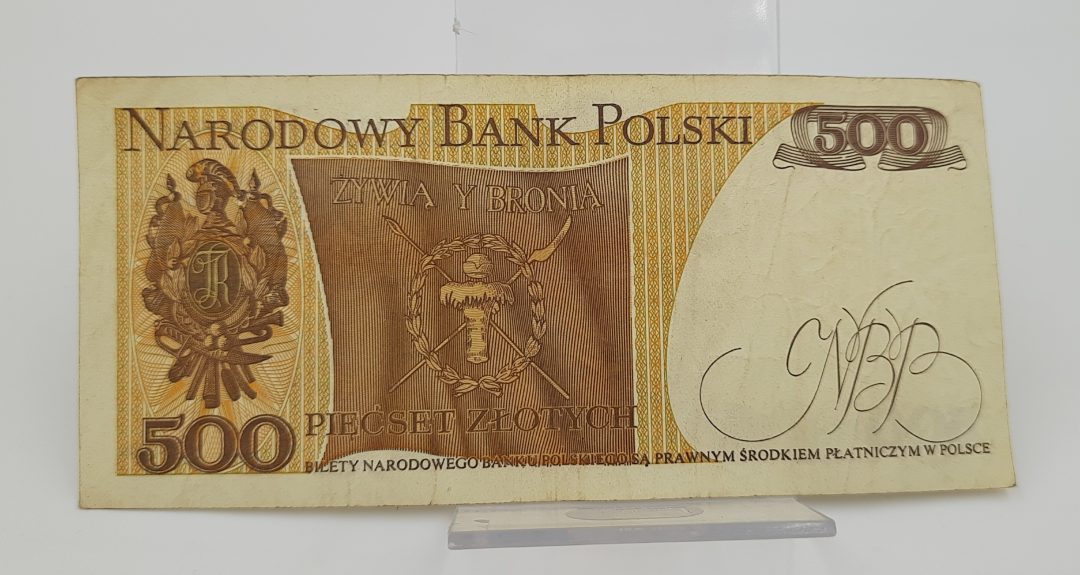 NARODOWY BANK POLSKI
500
ŻYWIĄ Y BRONIĄ
TK
NBP
500
PIĘĆSET ZŁOTYCH
BILETY NARODOWEGO BANKU POLSKIEGO SĄ PRAWNYM ŚRODKIEM PŁATNICZYM W POLSCE